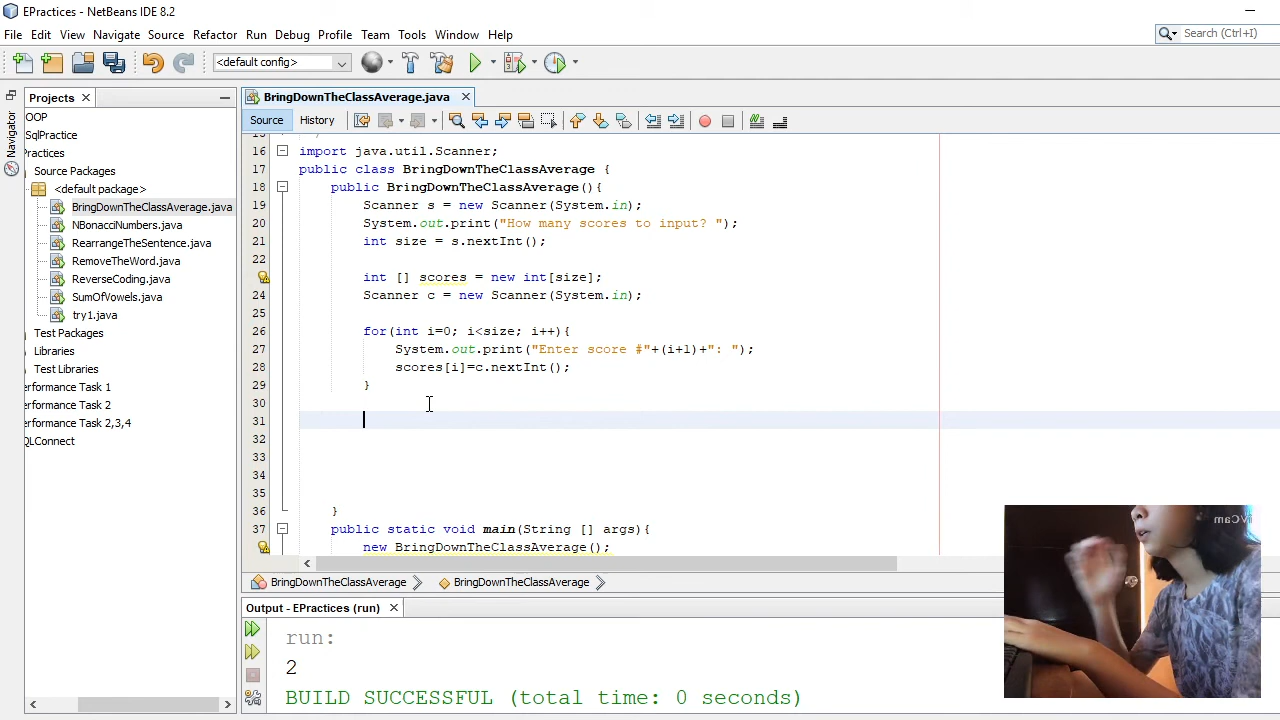 EPractices - NetBeans IDE 8.2
File Edit View Navigate Source Refactor Run Debug Profile Team Tools Window Help
Search (Ctrl+I)
<default config>
Projects
BringDownTheClassAverage.java
Navigator
OOP
SqlPractice
Practices
Source Packages
<default package>
BringDownTheClassAverage.java
NBonacciNumbers.java
RearrangeTheSentence.java
RemoveTheWord.java
ReverseCoding.java
SumOfVowels.java
try1.java
Test Packages
Libraries
Test Libraries
erformance Task 1
erformance Task 2
erformance Task 2,3,4
QLConnect
Source History
15
16 import java.util.Scanner;
17 public class BringDownTheClassAverage {
18 public BringDownTheClassAverage(){
19 Scanner s = new Scanner(System.in);
20 System.out.print("How many scores to input? ");
21 int size = s.nextInt();
22
int [] scores = new int[size];
24 Scanner c = new Scanner(System.in);
25
26 for(int i=0; i<size; i++){
27 System.out.print("Enter score #"+(i+1)+": ");
28 scores[i]=c.nextInt();
29 }
30
31
32
33
34
35
36 }
37 public static void main(String [] args){
new BringDownTheClassAverage();
BringDownTheClassAverage BringDownTheClassAverage
Output - EPractices (run)
run:
2
BUILD SUCCESSFUL (total time: 0 seconds)
iVCam